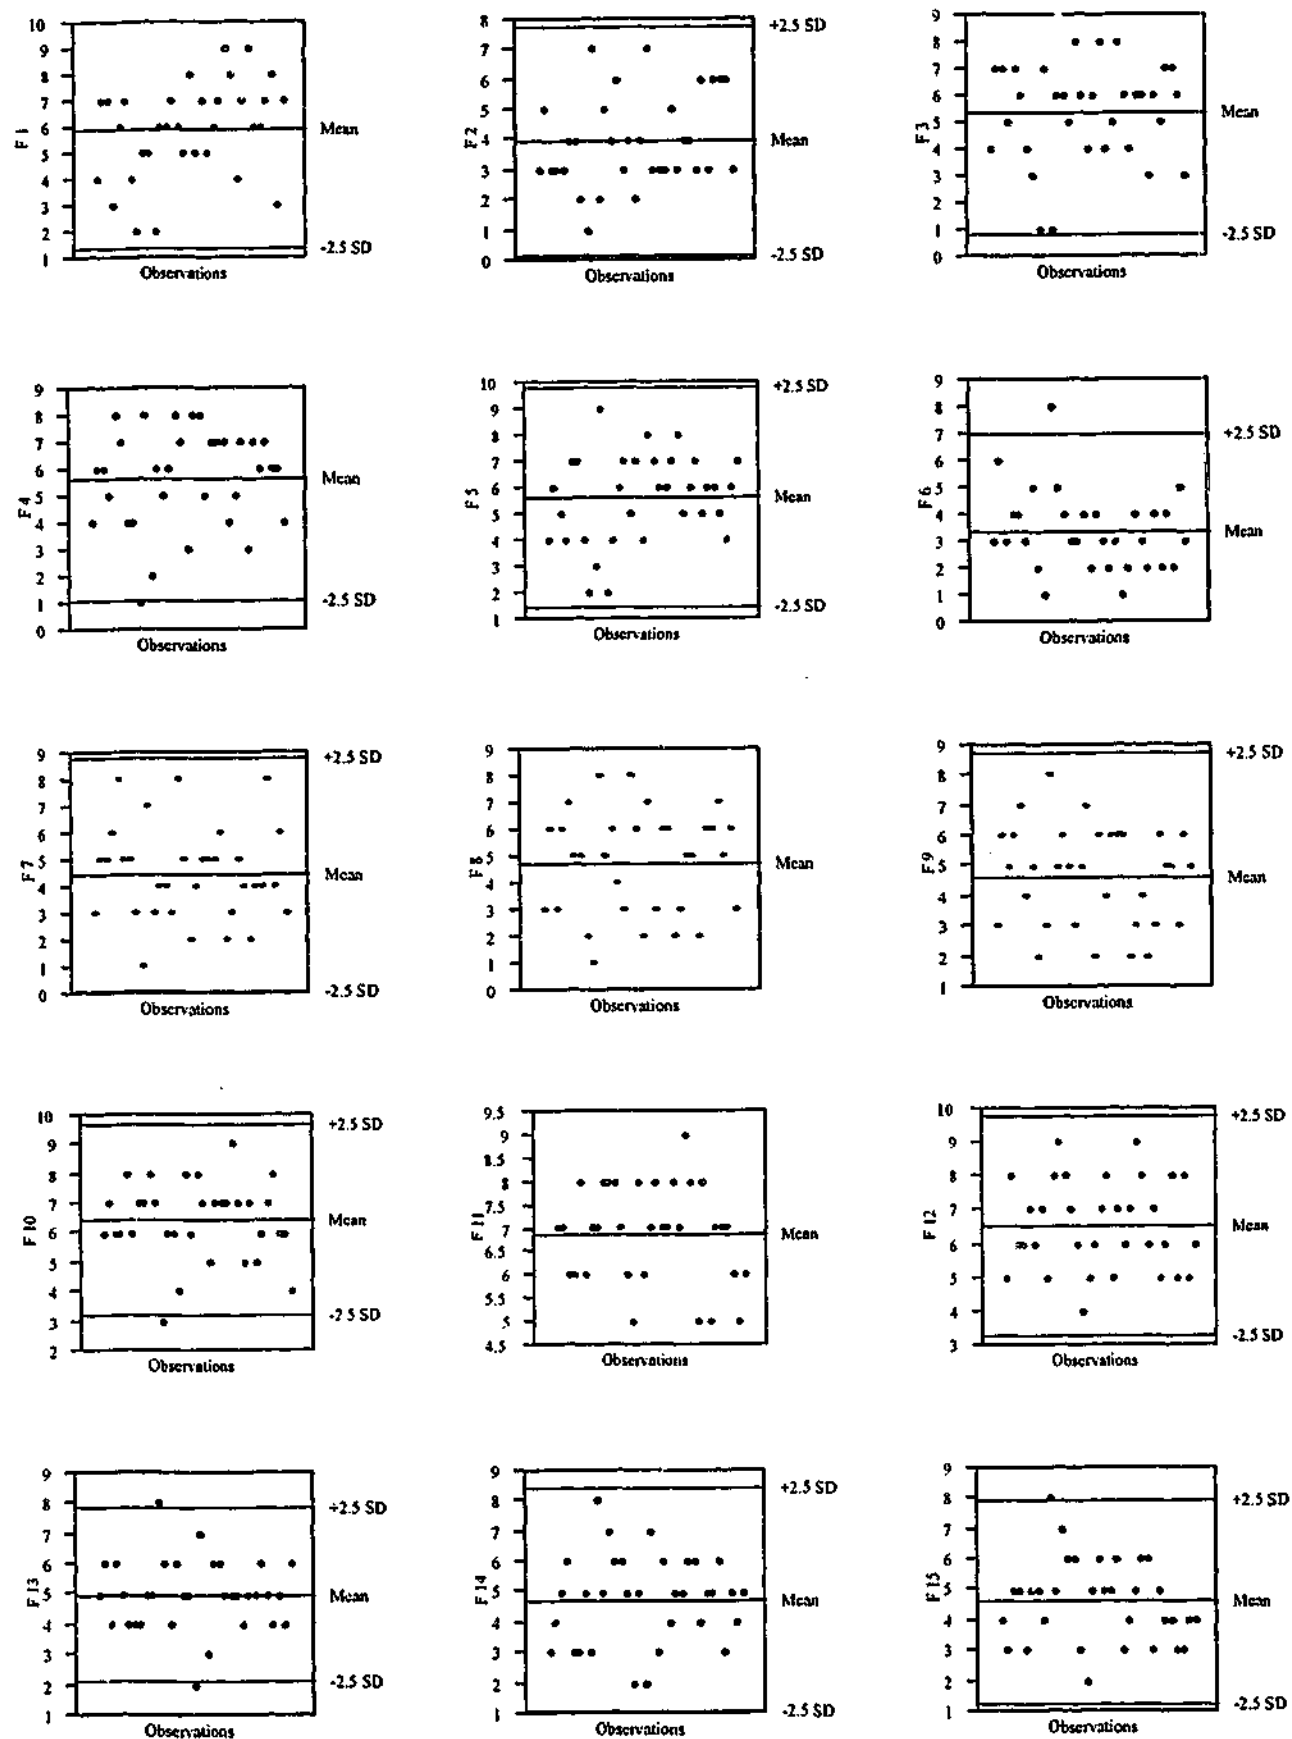 10
9
8
7
6
5
4
3
2
1
F 1
Mean
-2.5 SD
Observations
8
7
6
5
4
3
2
1
0
F 2
+2.5 SD
Mean
-2.5 SD
Observations
9
8
7
6
5
4
3
2
1
0
F 3
Mean
-2.5 SD
Observations
9
8
7
6
5
4
3
2
1
0
F 4
Mean
-2.5 SD
Observations
10
9
8
7
6
5
4
3
2
1
F 5
+2.5 SD
Mean
-2.5 SD
Observations
9
8
7
6
5
4
3
2
1
0
F 6
+2.5 SD
Mean
Observations
9
8
7
6
5
4
3
2
1
0
F 7
+2.5 SD
Mean
-2.5 SD
Observations
9
8
7
6
5
4
3
2
1
0
F 8
Mean
Observations
9
8
7
6
5
4
3
2
1
F 9
+2.5 SD
Mean
Observations
10
9
8
7
6
5
4
3
2
F 10
+2.5 SD
Mean
-2.5 SD
Observations
9.5
9
8.5
8
7.5
7
6.5
6
5.5
5
4.5
F 11
Mean
Observations
10
9
8
7
6
5
4
3
F 12
+2.5 SD
Mean
-2.5 SD
Observations
9
8
7
6
5
4
3
2
1
F 13
+2.5 SD
Mean
-2.5 SD
Observations
9
8
7
6
5
4
3
2
1
F 14
+2.5 SD
Mean
-2.5 SD
Observations
9
8
7
6
5
4
3
2
1
F 15
+2.5 SD
Mean
-2.5 SD
Observations